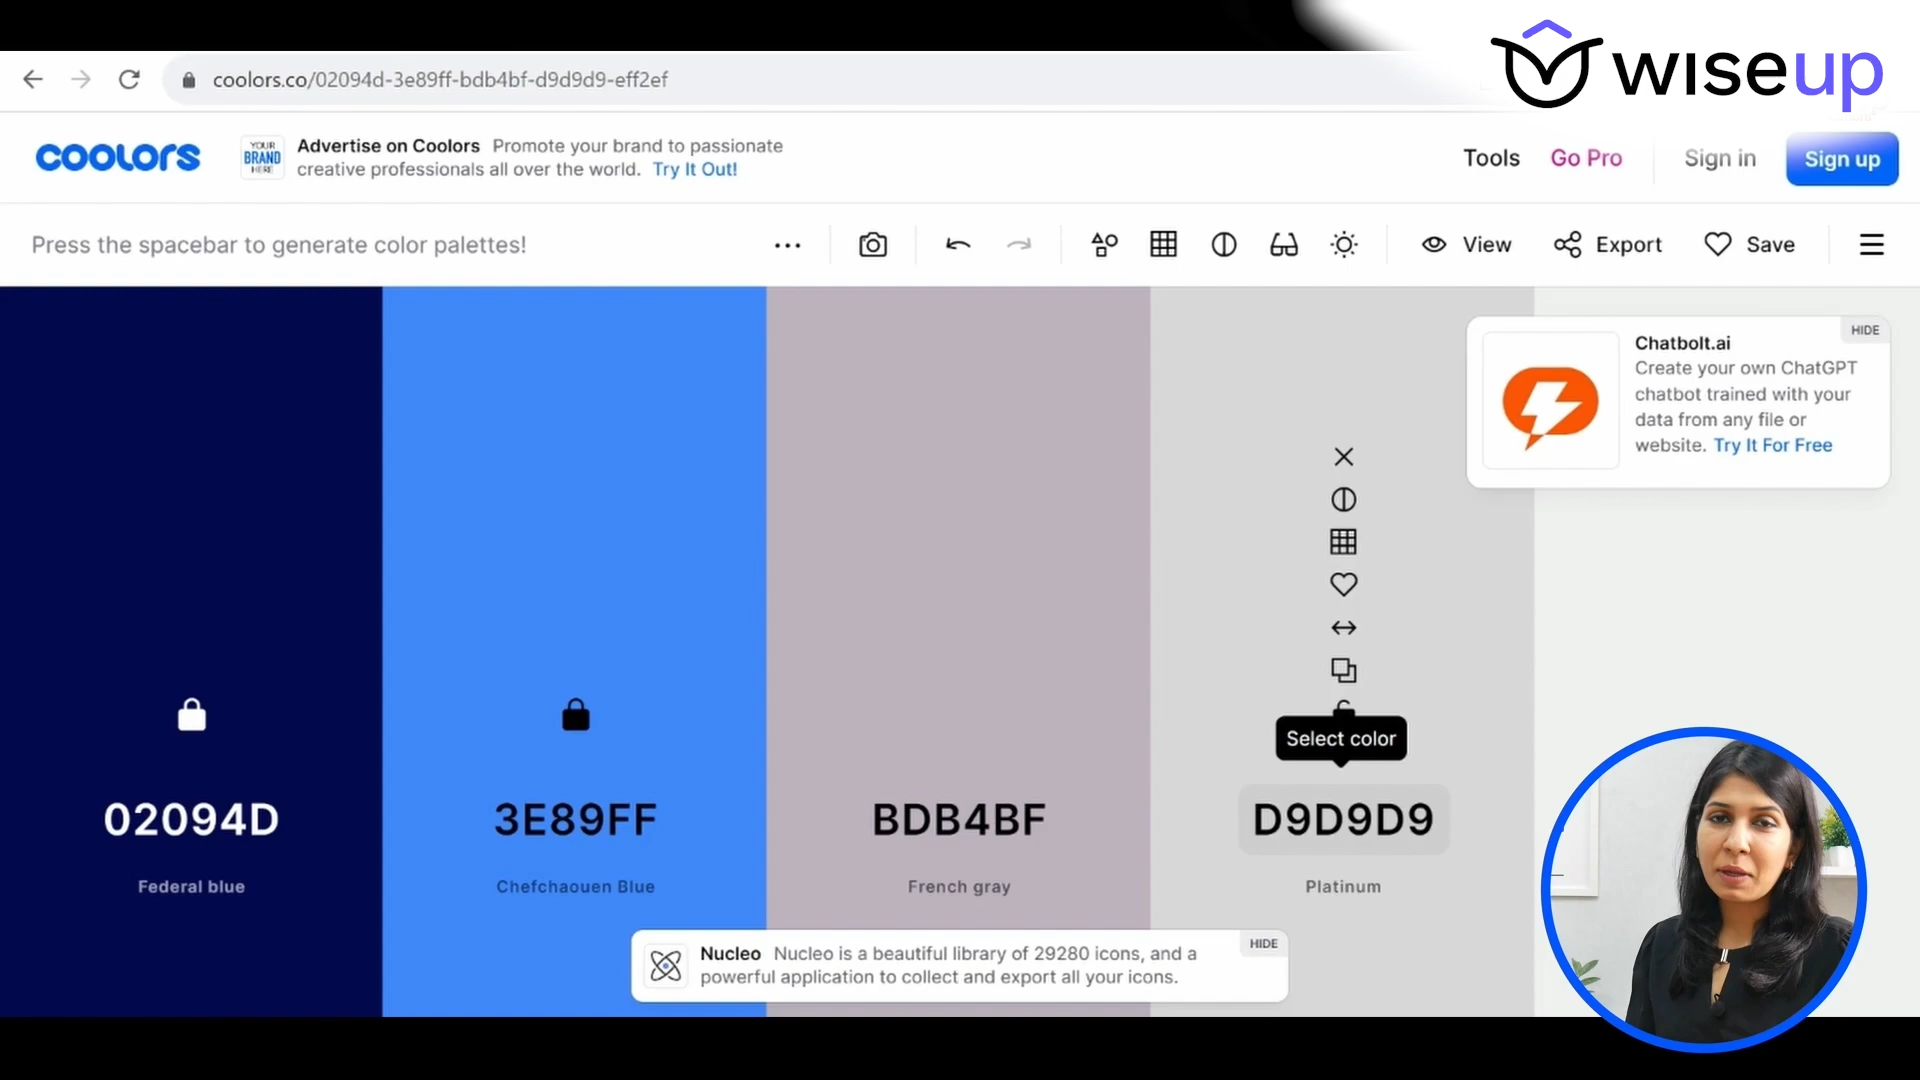 wiseup
coolors.co/02094d-3e89ff-bdb4bf-d9d9d9-eff2ef
coolors
YOUR
BRAND
HERE
Advertise on Coolors Promote your brand to passionate
creative professionals all over the world. Try It Out!
Tools Go Pro Sign in Sign up
Press the spacebar to generate color palettes!
View Export Save
HIDE
Chatbolt.ai
Create your own ChatGPT
chatbot trained with your
data from any file or
website. Try It For Free
Select color
02094D 3E89FF BDB4BF D9D9D9
Federal blue Chefchaouen Blue French gray Platinum
HIDE
Nucleo Nucleo is a beautiful library of 29280 icons, and a
powerful application to collect and export all your icons.